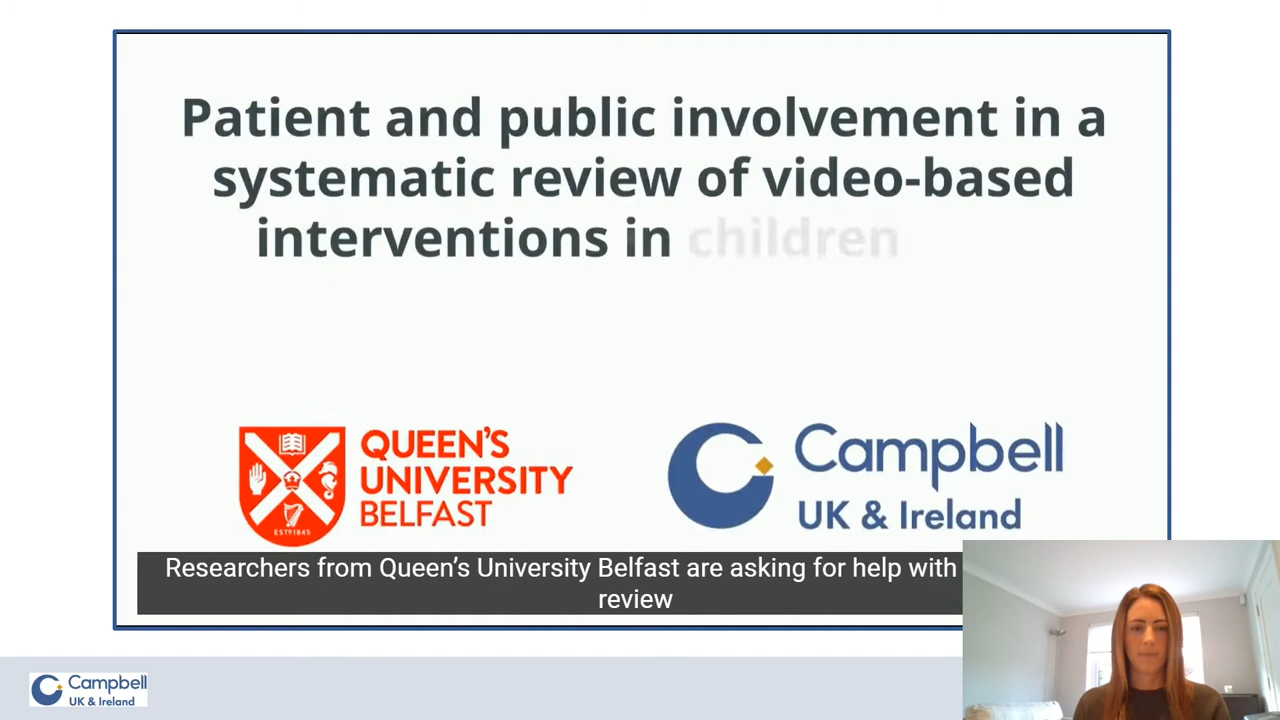 Patient and public involvement in a
systematic review of video-based
interventions in children
QUEEN'S
UNIVERSITY
BELFAST
ESTD1845
Campbell
UK & Ireland
Researchers from Queen's University Belfast are asking for help with
review
Campbell
UK & Ireland